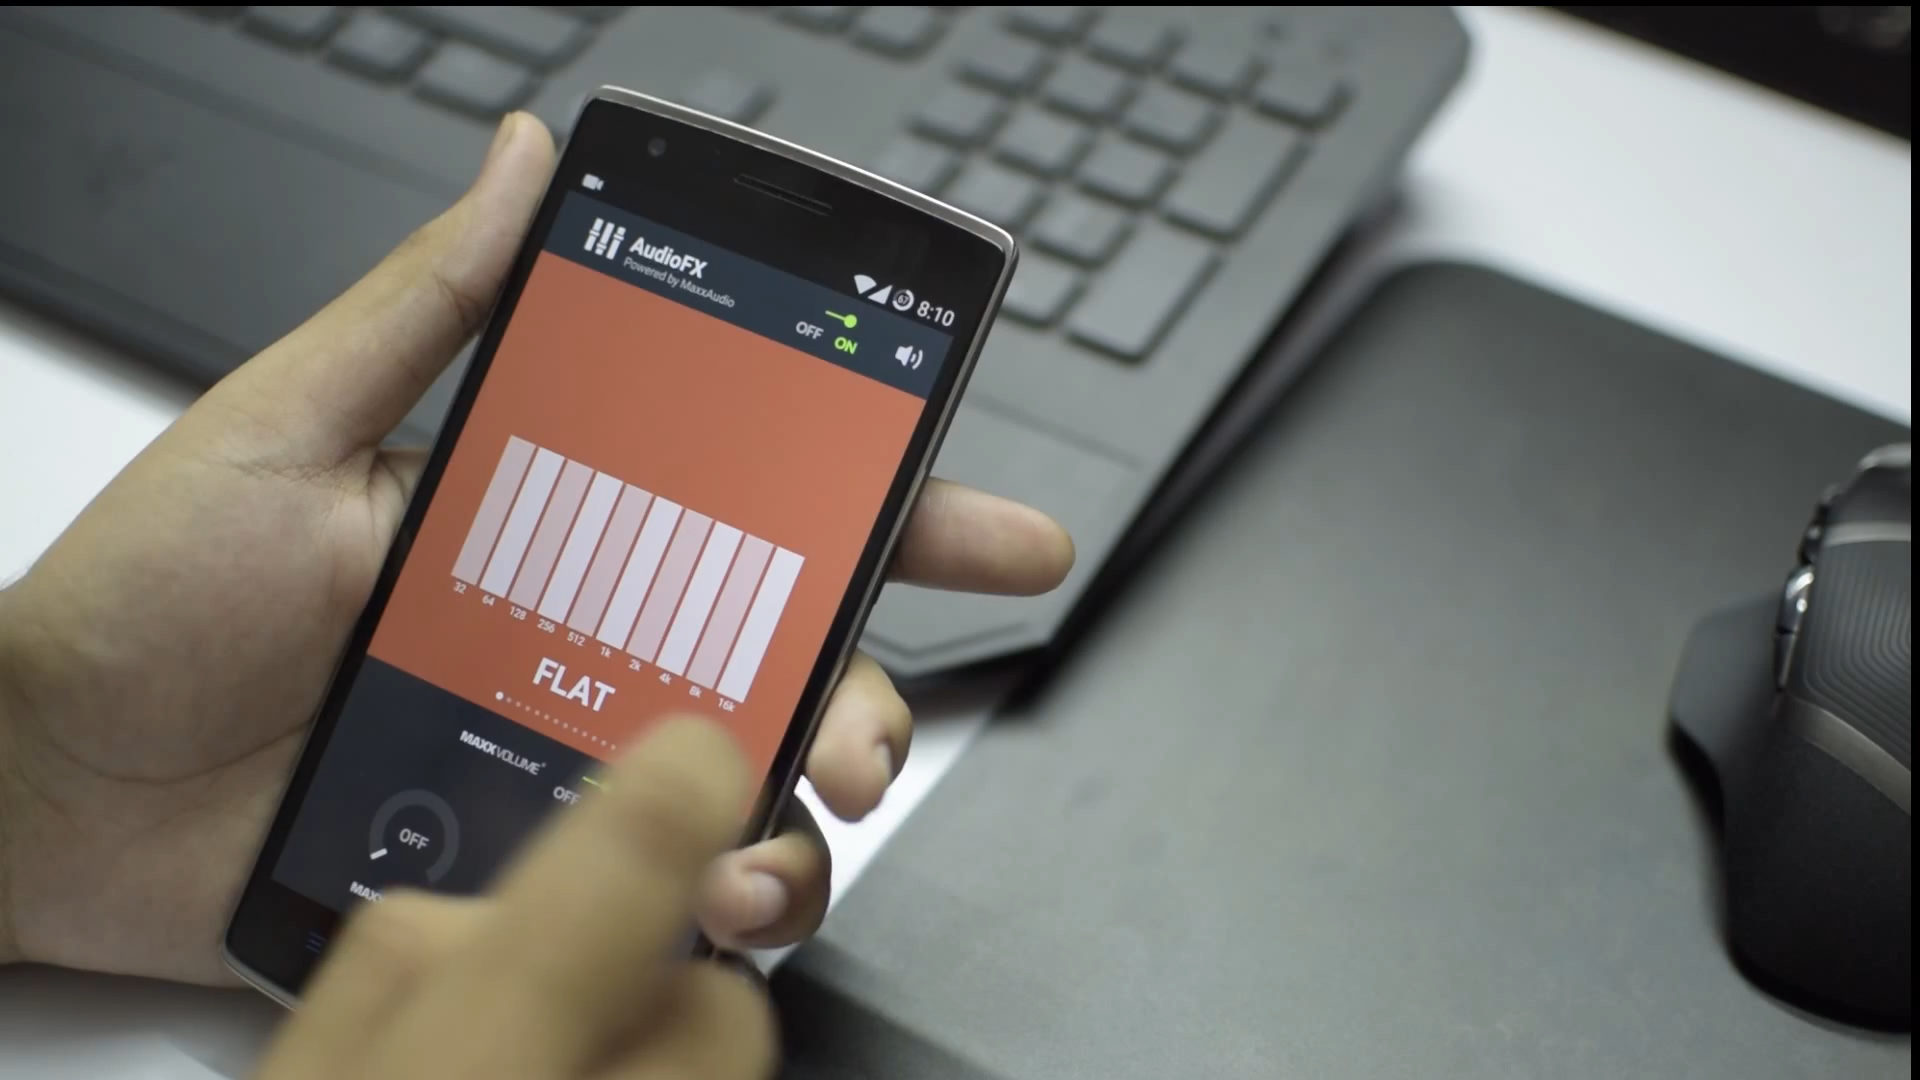 AudioFX
Powered by MaxxAudio
67 8:10
OFF ON
32 64 128 256 512 1k 2k 4k 8k 16k
FLAT
MAXXVOLUME®
OFF
OFF